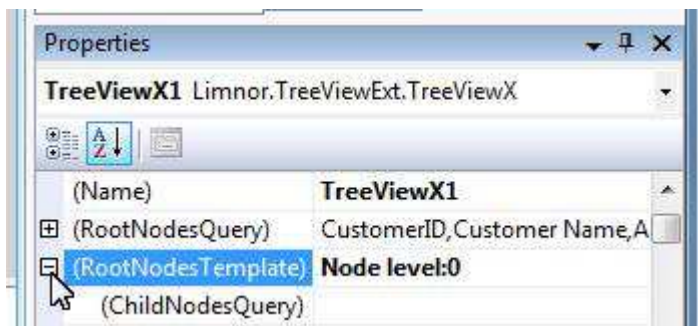 Properties
TreeViewX1 Limnor.TreeViewExt.TreeViewX
A Z
(Name) TreeViewX1
(RootNodesQuery) CustomerID,Customer Name,A
(RootNodesTemplate) Node level:0
(ChildNodesQuery)